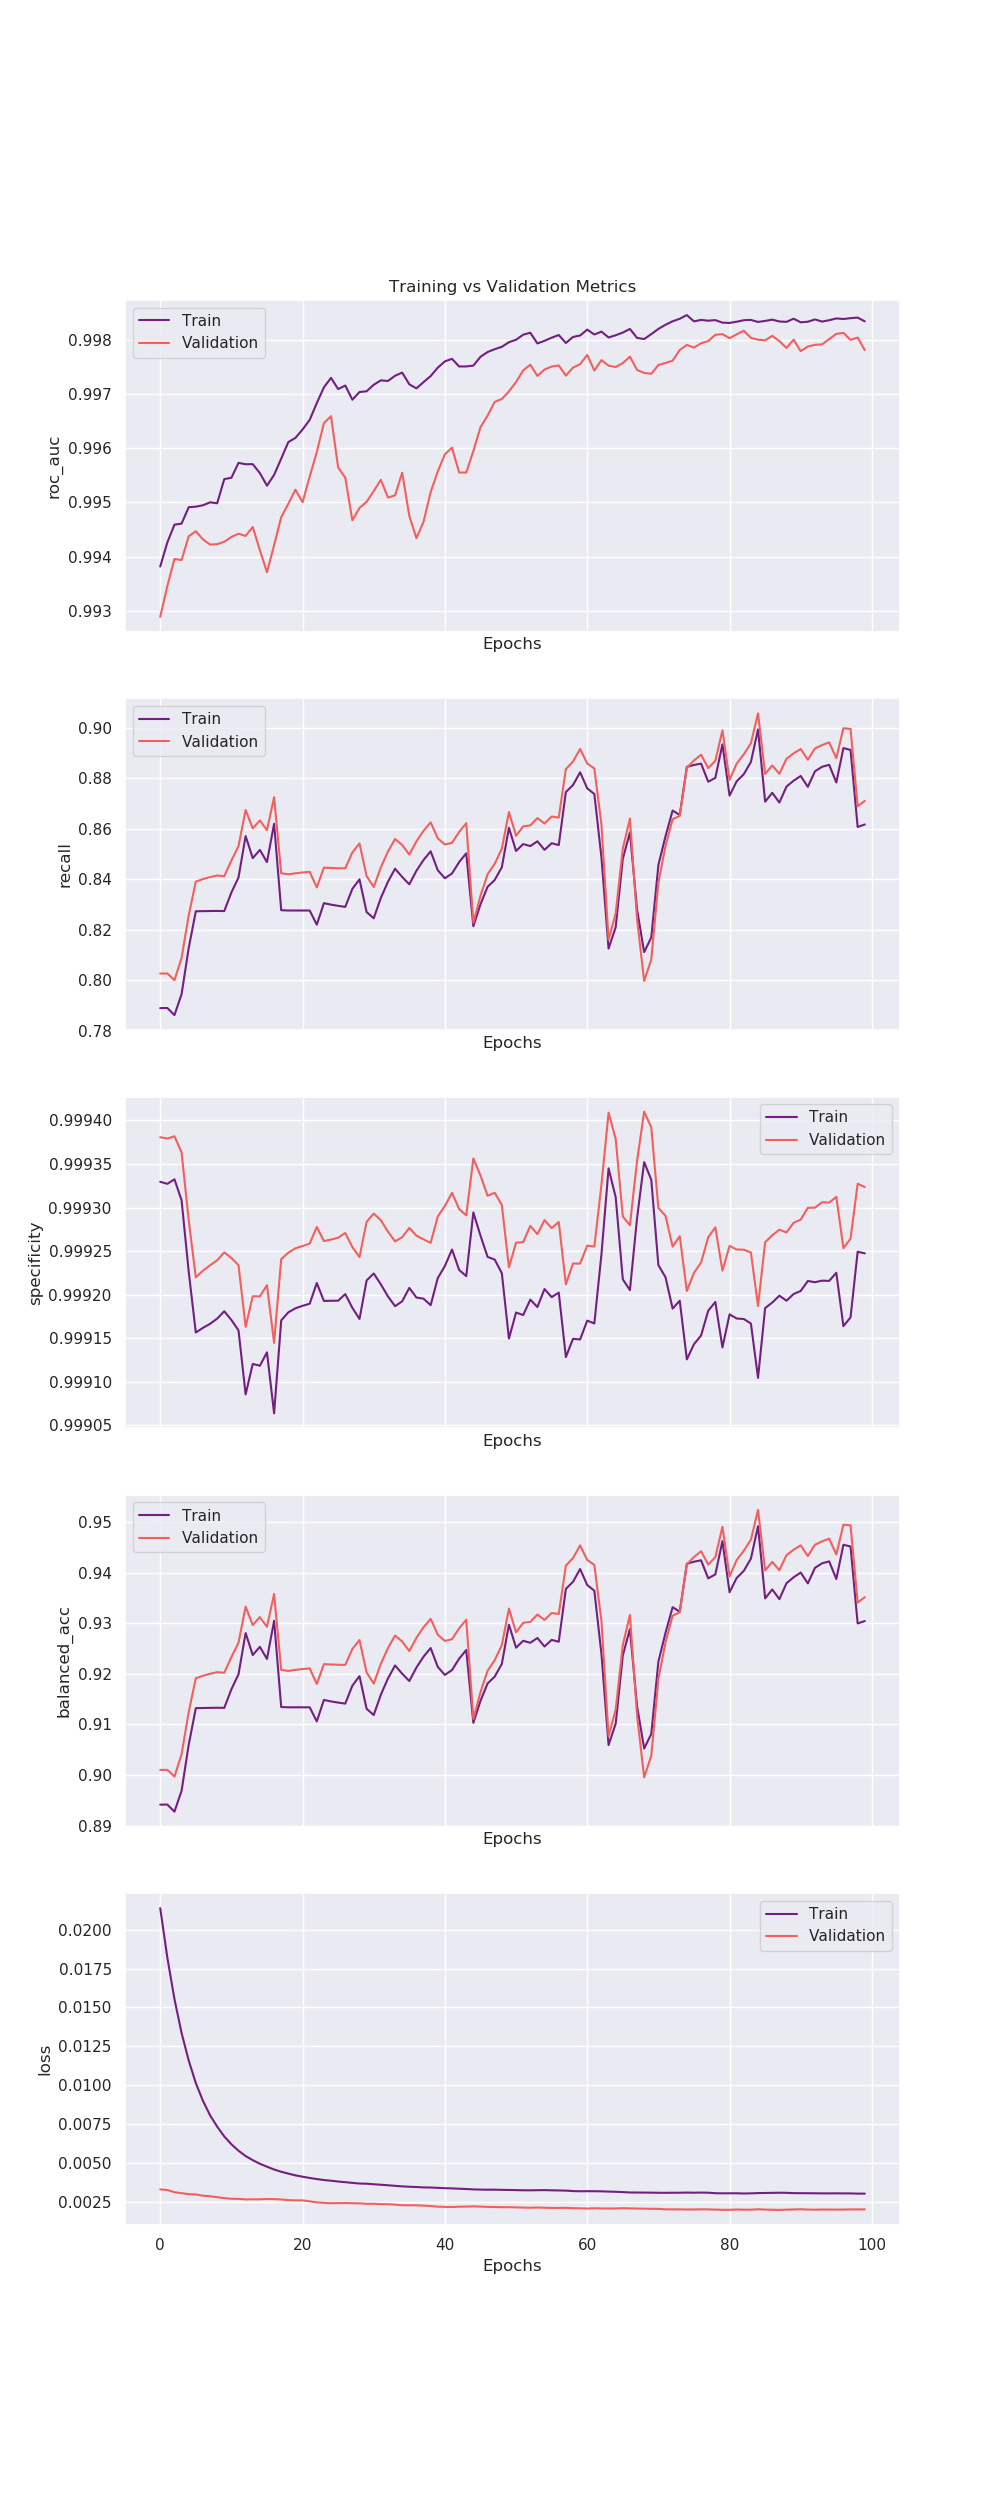 Training vs Validation Metrics
Train
Validation
0.998
0.997
0.996
0.995
0.994
0.993
roc_auc
Epochs
Train
Validation
0.90
0.88
0.86
0.84
0.82
0.80
0.78
recall
Epochs
Train
Validation
0.99940
0.99935
0.99930
0.99925
0.99920
0.99915
0.99910
0.99905
specificity
Epochs
Train
Validation
0.95
0.94
0.93
0.92
0.91
0.90
0.89
balanced_acc
Epochs
Train
Validation
0.0200
0.0175
0.0150
0.0125
0.0100
0.0075
0.0050
0.0025
loss
0 20 40 60 80 100
Epochs